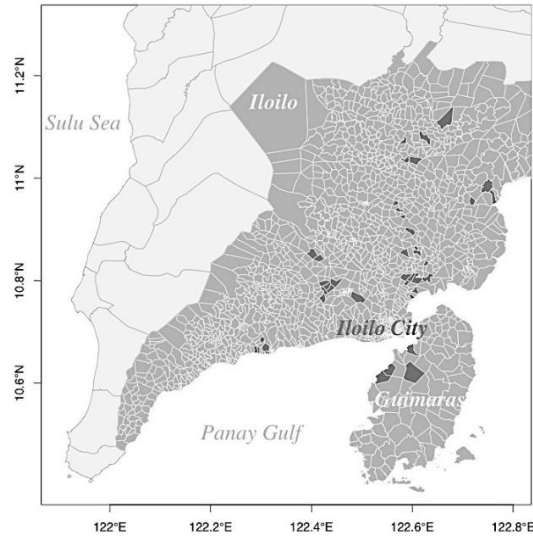 11.2°N
Iloilo
Sulu Sea
11°N
10.8°N
Iloilo City
10.6°N
Guimaras
Panay Gulf
122°E 122.2°E 122.4°E 122.6°E 122.8°E